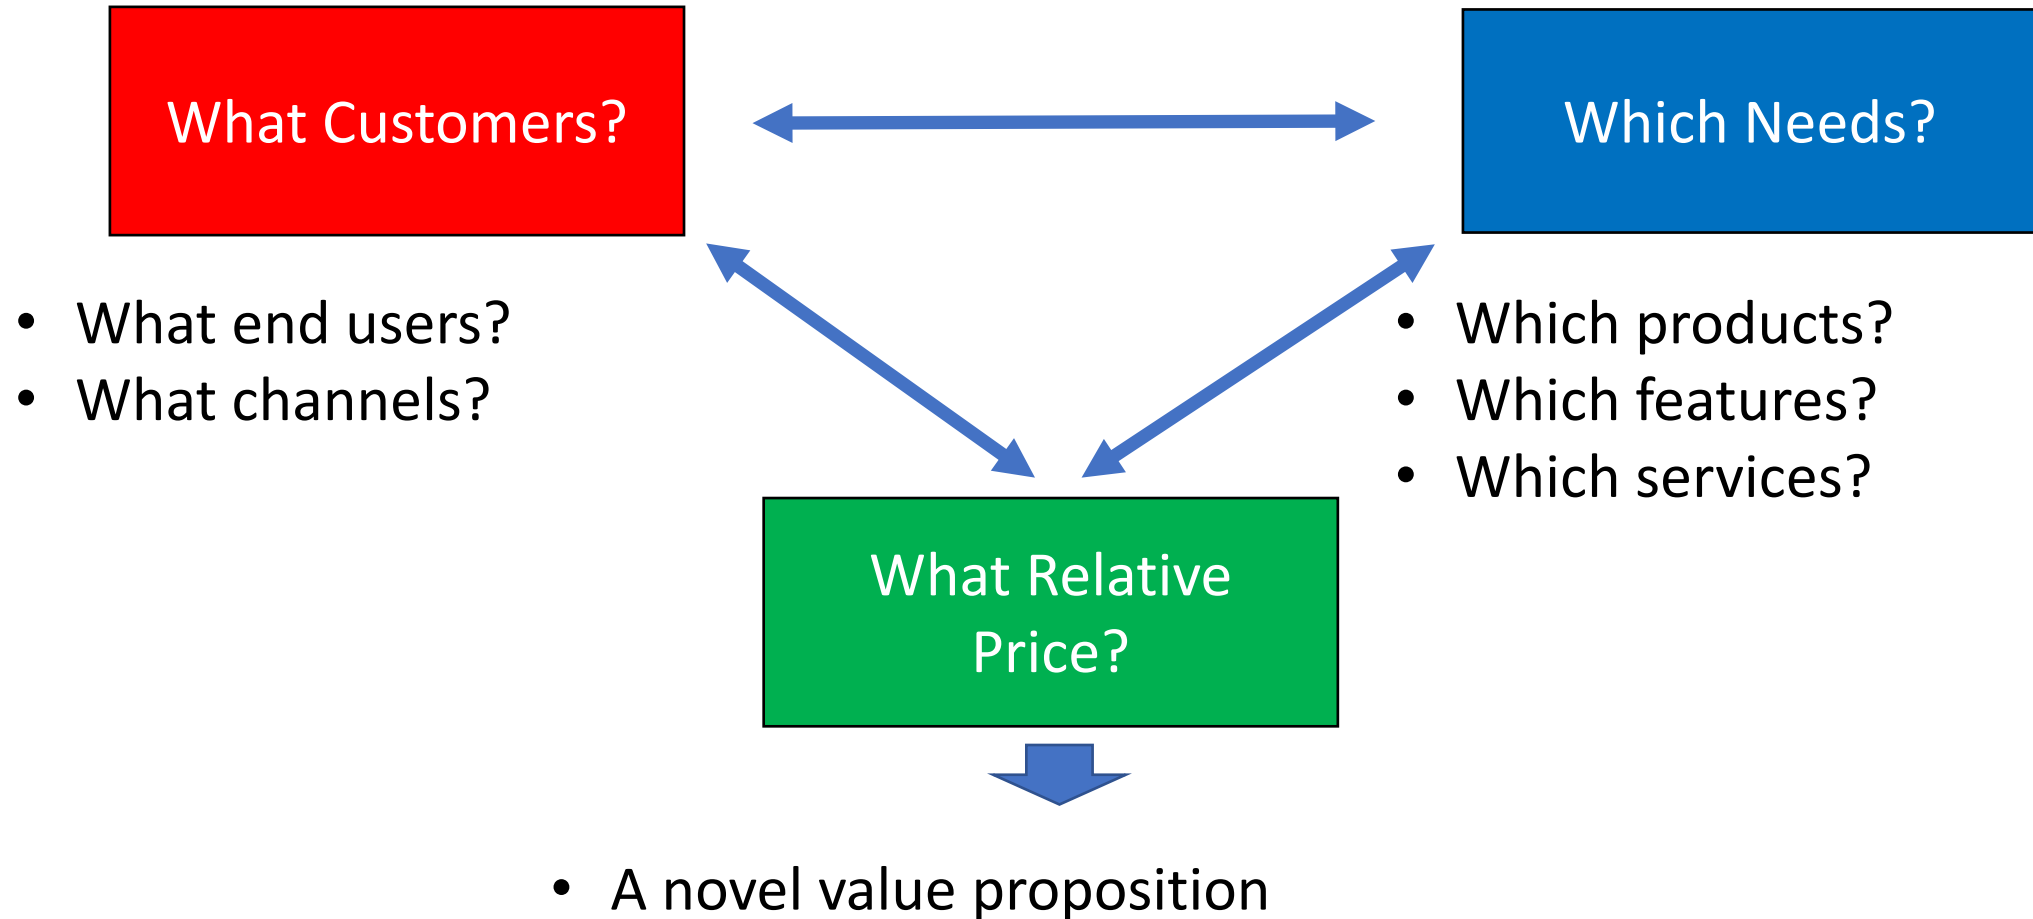 What Customers?
Which Needs?
• What end users?
• What channels?
• Which products?
• Which features?
• Which services?
What Relative
Price?
• A novel value proposition